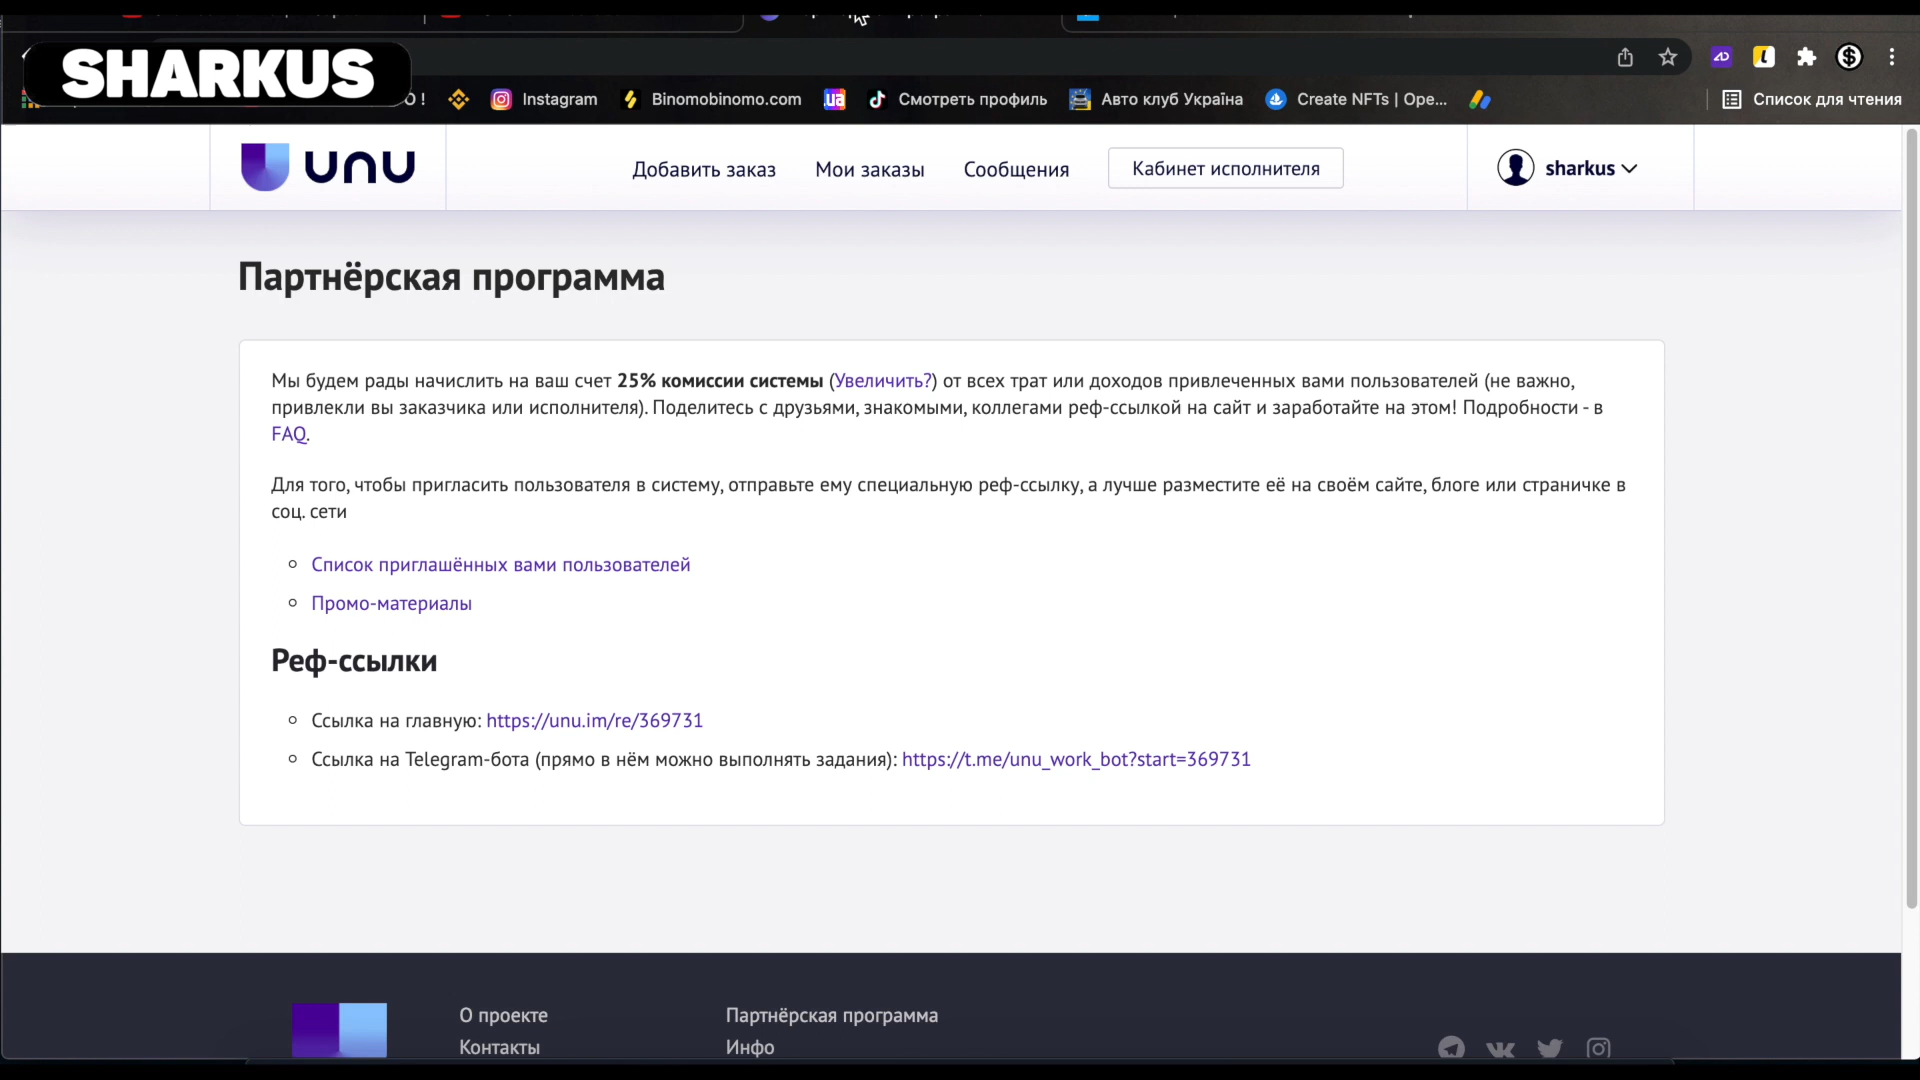 SHARKUS
O !
Instagram
Binomobinomo.com
ua
Смотреть профиль
Авто клуб Україна
Create NFTs | Ope...
Список для чтения
unu
Добавить заказ
Мои заказы
Сообщения
Кабинет исполнителя
sharkus
Партнёрская программа
Мы будем рады начислить на ваш счет 25% комиссии системы (Увеличить?) от всех трат или доходов привлеченных вами пользователей (не важно,
привлекли вы заказчика или исполнителя). Поделитесь с друзьями, знакомыми, коллегами реф-ссылкой на сайт и заработайте на этом! Подробности - в
FAQ.
Для того, чтобы пригласить пользователя в систему, отправьте ему специальную реф-ссылку, а лучше разместите её на своём сайте, блоге или страничке в
соц. сети
Список приглашённых вами пользователей
Промо-материалы
Реф-ссылки
Ссылка на главную: https://unu.im/re/369731
Ссылка на Telegram-бота (прямо в нём можно выполнять задания): https://t.me/unu_work_bot?start=369731
О проекте
Партнёрская программа
Контакты
Инфо